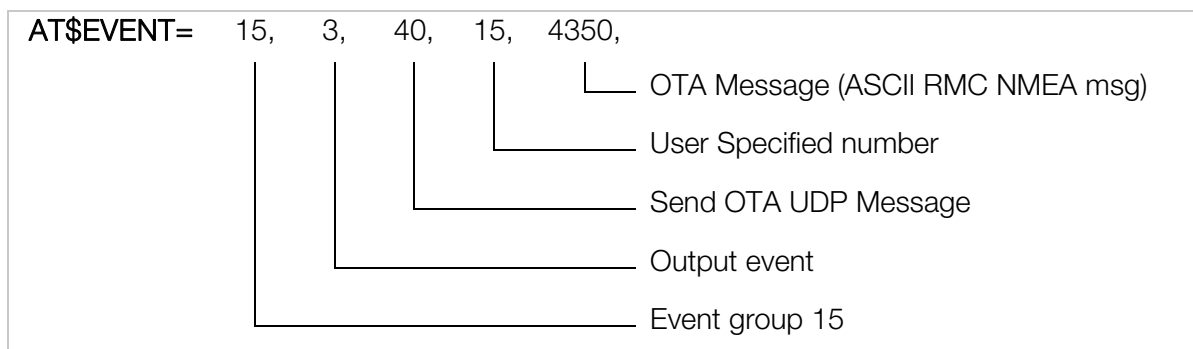 AT$EVENT= 15, 3, 40, 15, 4350,
OTA Message (ASCII RMC NMEA msg)
User Specified number
Send OTA UDP Message
Output event
Event group 15